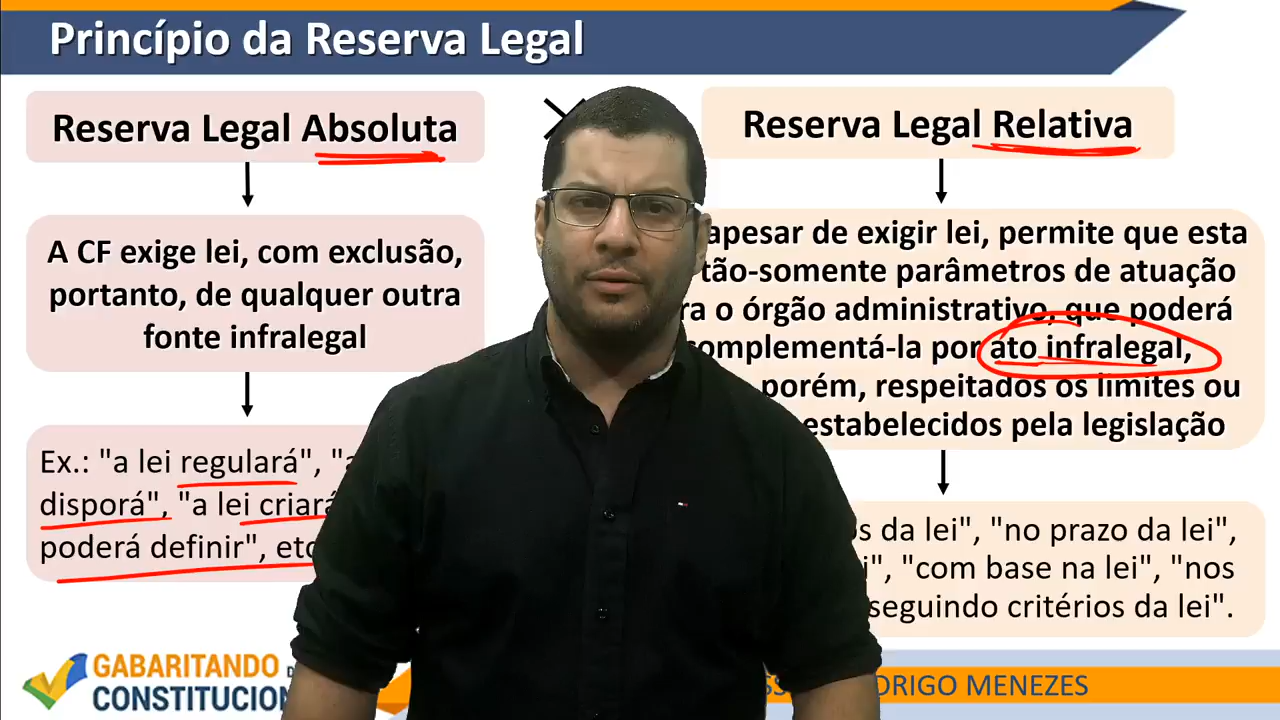 Princípio da Reserva Legal
Reserva Legal Absoluta
A CF exige lei, com exclusão,
portanto, de qualquer outra
fonte infralegal
Ex.: "a lei regulará",
disporá", "a lei criará
poderá definir", etc
Reserva Legal Relativa
apesar de exigir lei, permite que esta
tão-somente parâmetros de atuação
o órgão administrativo, que poderá
complementá-la por ato infralegal,
porém, respeitados os limites ou
estabelecidos pela legislação
da lei", "no prazo da lei",
"com base na lei", "nos
seguindo critérios da lei".
GABARITANDO
CONSTITUCION
RODRIGO MENEZES